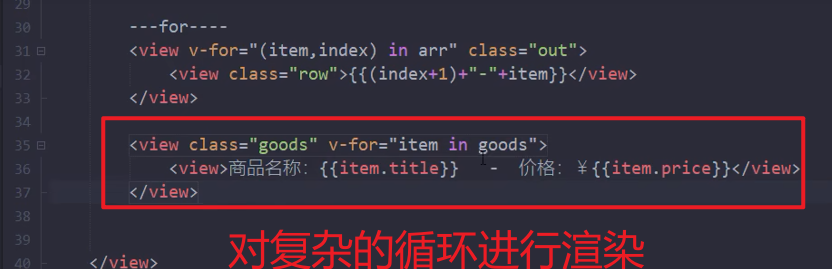 29
30 ---for----
31 <view v-for="(item,index) in arr" class="out">
32 <view class="row">{{(index+1)+"-"+item}}</view>
33 </view>
34
35 <view class="goods" v-for="item in goods">
36 <view>商品名称：{{item.title}} - 价格：￥{{item.price}}</view>
37 </view>
38
39
40 </view>
对复杂的循环进行渲染